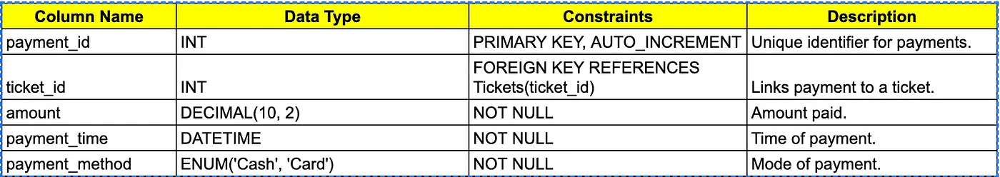 Column Name Data Type Constraints Description
payment_id INT PRIMARY KEY, AUTO_INCREMENT Unique identifier for payments.
FOREIGN KEY REFERENCES
ticket_id INT Tickets(ticket_id) Links payment to a ticket.
amount DECIMAL(10, 2) NOT NULL Amount paid.
payment_time DATETIME NOT NULL Time of payment.
payment_method ENUM('Cash', 'Card') NOT NULL Mode of payment.